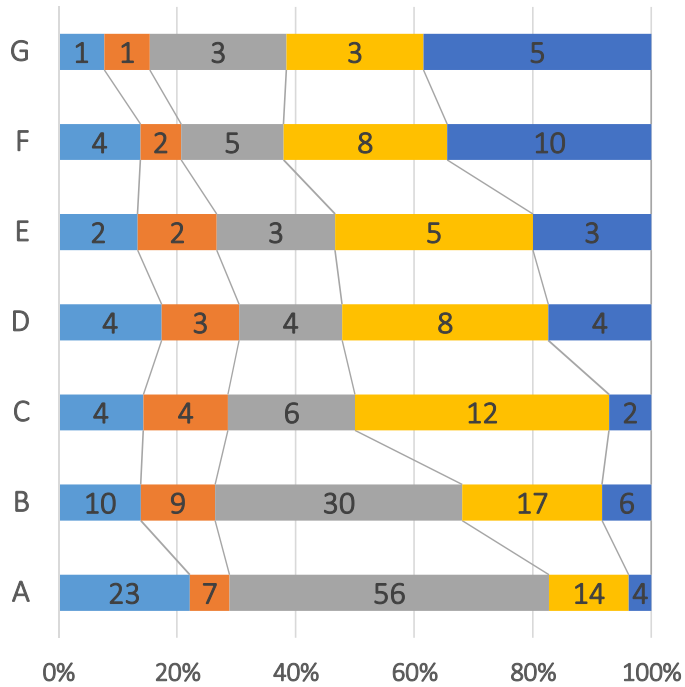 G 1 1 3 3 5
F 4 2 5 8 10
E 2 2 3 5 3
D 4 3 4 8 4
C 4 4 6 12 2
B 10 9 30 17 6
A 23 7 56 14 4
0% 20% 40% 60% 80% 100%